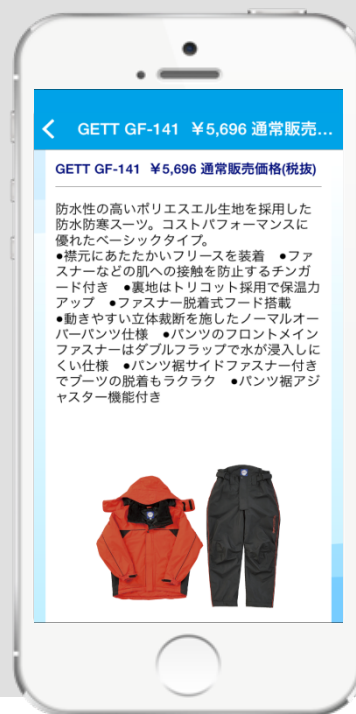 GETT GF-141 ￥5,696 通常販売...
GETT GF-141 ￥5,696 通常販売価格(税抜)
防水性の高いポリエスエル生地を採用した
防水防寒スーツ。コストパフォーマンスに
優れたベーシックタイプ。
●襟元にあたたかいフリースを装着 ●ファ
スナーなどの肌への接触を防止するチンガ
ード付き ●裏地はトリコット採用で保温力
アップ ●ファスナー脱着式フード搭載
●動きやすい立体裁断を施したノーマルオー
バーパンツ仕様 ●パンツのフロントメイン
ファスナーはダブルフラップで水が浸入しに
くい仕様 ●パンツ裾サイドファスナー付き
でブーツの脱着もラクラク ●パンツ裾アジ
ャスター機能付き